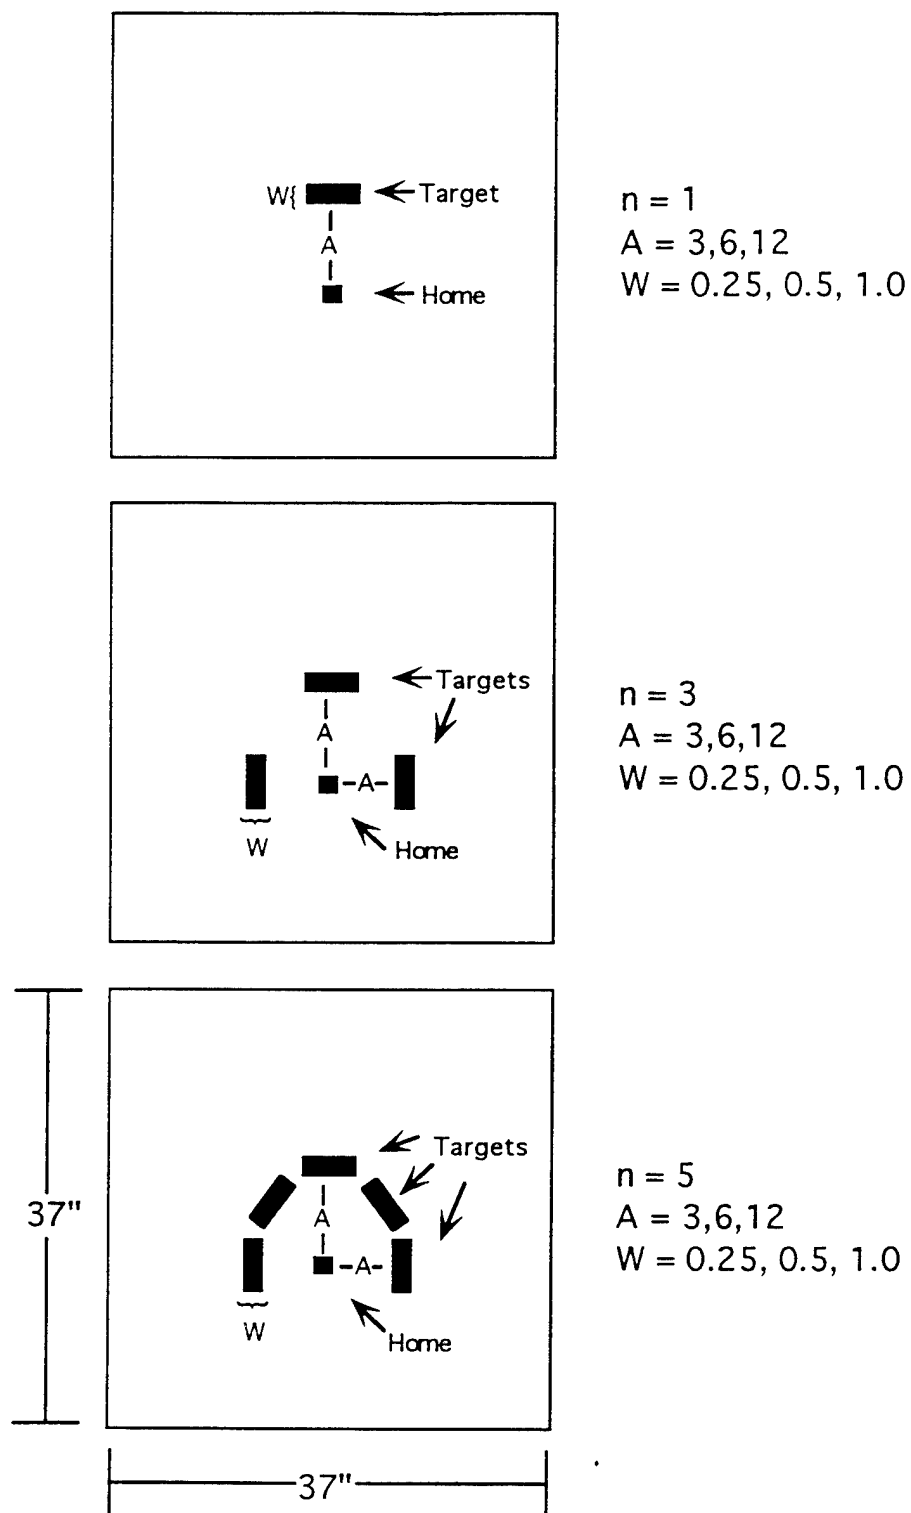 W{
Target
A
Home
n = 1
A = 3,6,12
W = 0.25, 0.5, 1.0
Targets
A
A
W
Home
n = 3
A = 3,6,12
W = 0.25, 0.5, 1.0
Targets
A
A
W
Home
37"
n = 5
A = 3,6,12
W = 0.25, 0.5, 1.0
37"